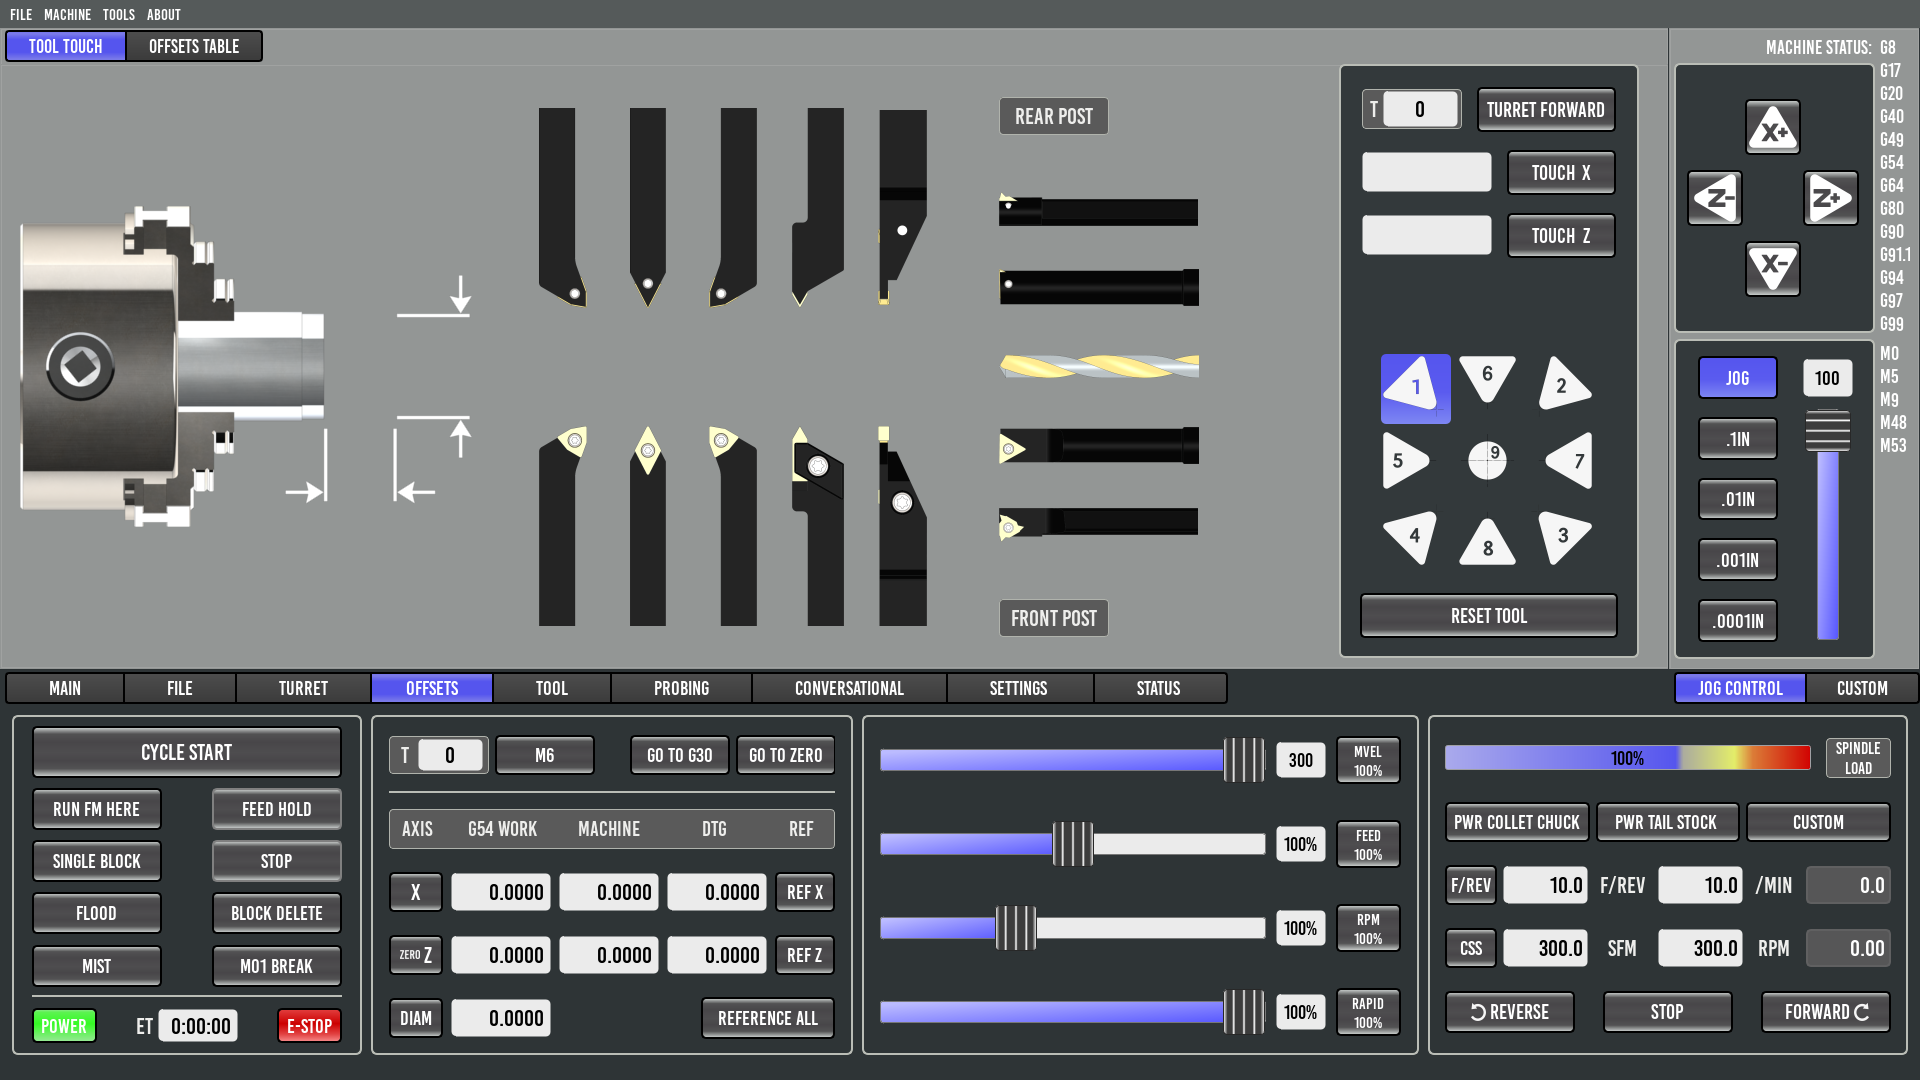 FILE MACHINE TOOLS ABOUT
TOOL TOUCH OFFSETS TABLE
MACHINE STATUS: G8
G17
G20
G40
G49
G54
G64
G80
G90
G91.1
G94
G97
G99
M0
M5
M9
M48
M53
REAR POST
FRONT POST
T 0 TURRET FORWARD
TOUCH X
TOUCH Z
1 6 2
5 9 7
4 8 3
RESET TOOL
X+
Z- Z+
X-
JOG 100
.1IN
.01IN
.001IN
.0001IN
MAIN FILE TURRET OFFSETS TOOL PROBING CONVERSATIONAL SETTINGS STATUS
JOG CONTROL CUSTOM
CYCLE START
RUN FM HERE FEED HOLD
SINGLE BLOCK STOP
FLOOD BLOCK DELETE
MIST M01 BREAK
POWER ET 0:00:00 E-STOP
T 0 M6 GO TO G30 GO TO ZERO
AXIS G54 WORK MACHINE DTG REF
X 0.0000 0.0000 0.0000 REF X
ZERO Z 0.0000 0.0000 0.0000 REF Z
DIAM 0.0000 REFERENCE ALL
300 MVEL
100%
100% FEED
100%
100% RPM
100%
100% RAPID
100%
100% SPINDLE
LOAD
PWR COLLET CHUCK PWR TAIL STOCK CUSTOM
F/REV 10.0 F/REV 10.0 /MIN 0.0
CSS 300.0 SFM 300.0 RPM 0.00
REVERSE STOP FORWARD